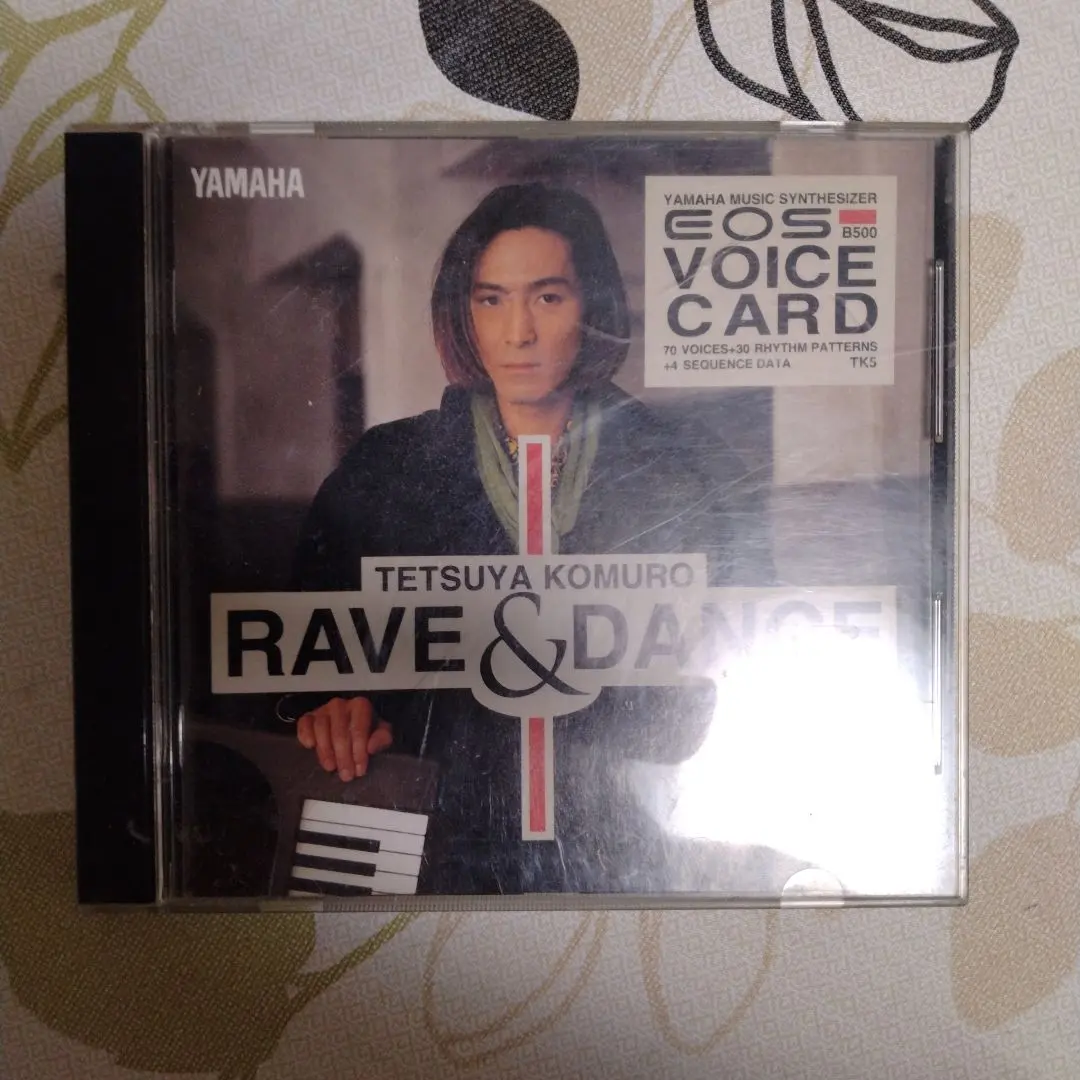 YAMAHA
YAMAHA MUSIC SYNTHESIZER
EOS B500
VOICE
CARD
70 VOICES+30 RHYTHM PATTERNS
+4 SEQUENCE DATA TK5
TETSUYA KOMURO
RAVE & DANCE